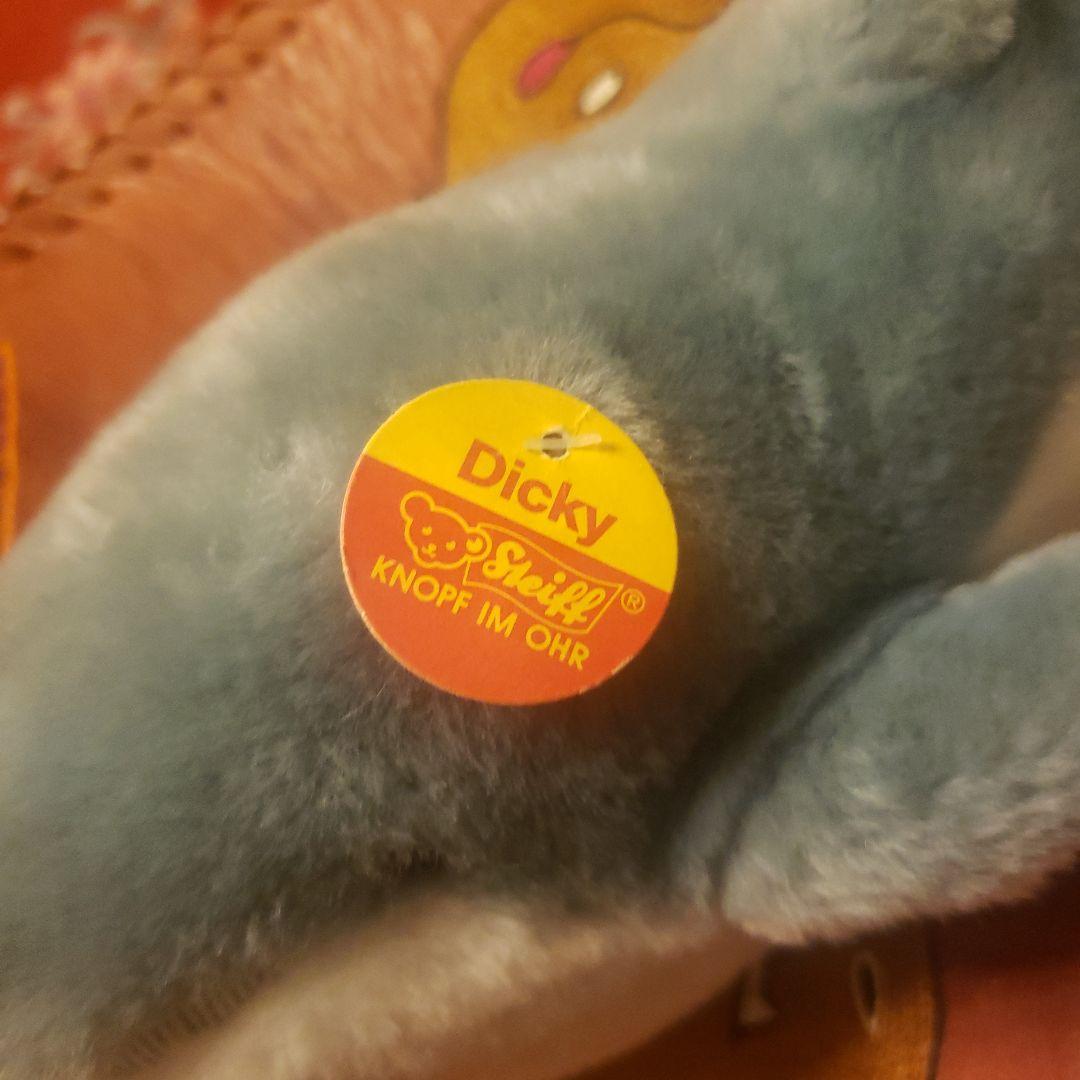 Dicky
Steiff ®
KNOPF IM OHR